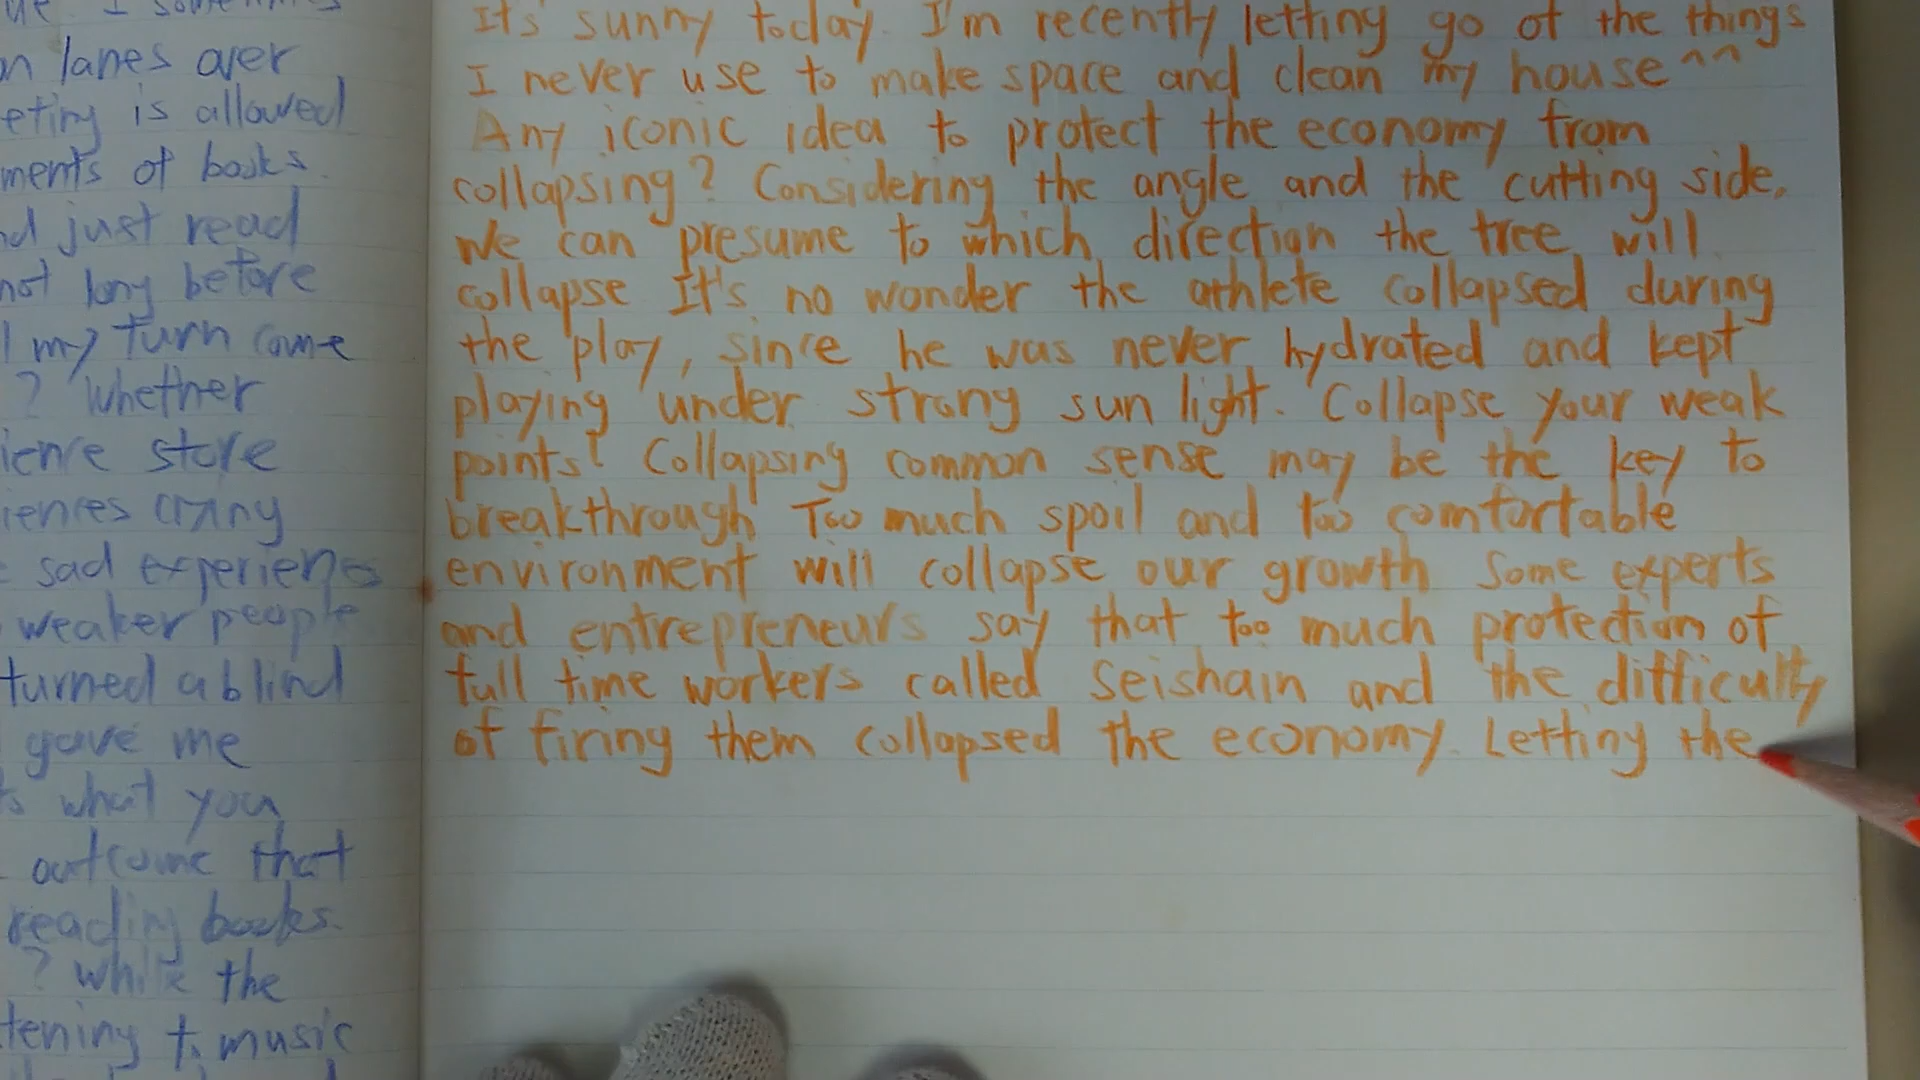 ue. I sometimes
n lanes over
eting is allowed
ments of books.
nd just read
not long before
l my turn come
? Whether
ience store
iences crying
sad experiences
weaker people
turned a blind
gave me
s what you
outcome that
reading books.
? While the
tening to music
It's sunny today. I'm recently letting go of the things
I never use to make space and clean my house ^^
Any iconic idea to protect the economy from
collapsing? Considering the angle and the cutting side,
We can presume to which direction the tree will
collapse It's no wonder the athlete collapsed during
the play, since he was never hydrated and kept
playing under strong sun light. Collapse your weak
points! Collapsing common sense may be the key to
breakthrough Too much spoil and too comfortable
environment will collapse our growth Some experts
and entrepreneurs say that too much protection of
full time workers called Seishain and the difficulty
of firing them collapsed the economy. Letting the